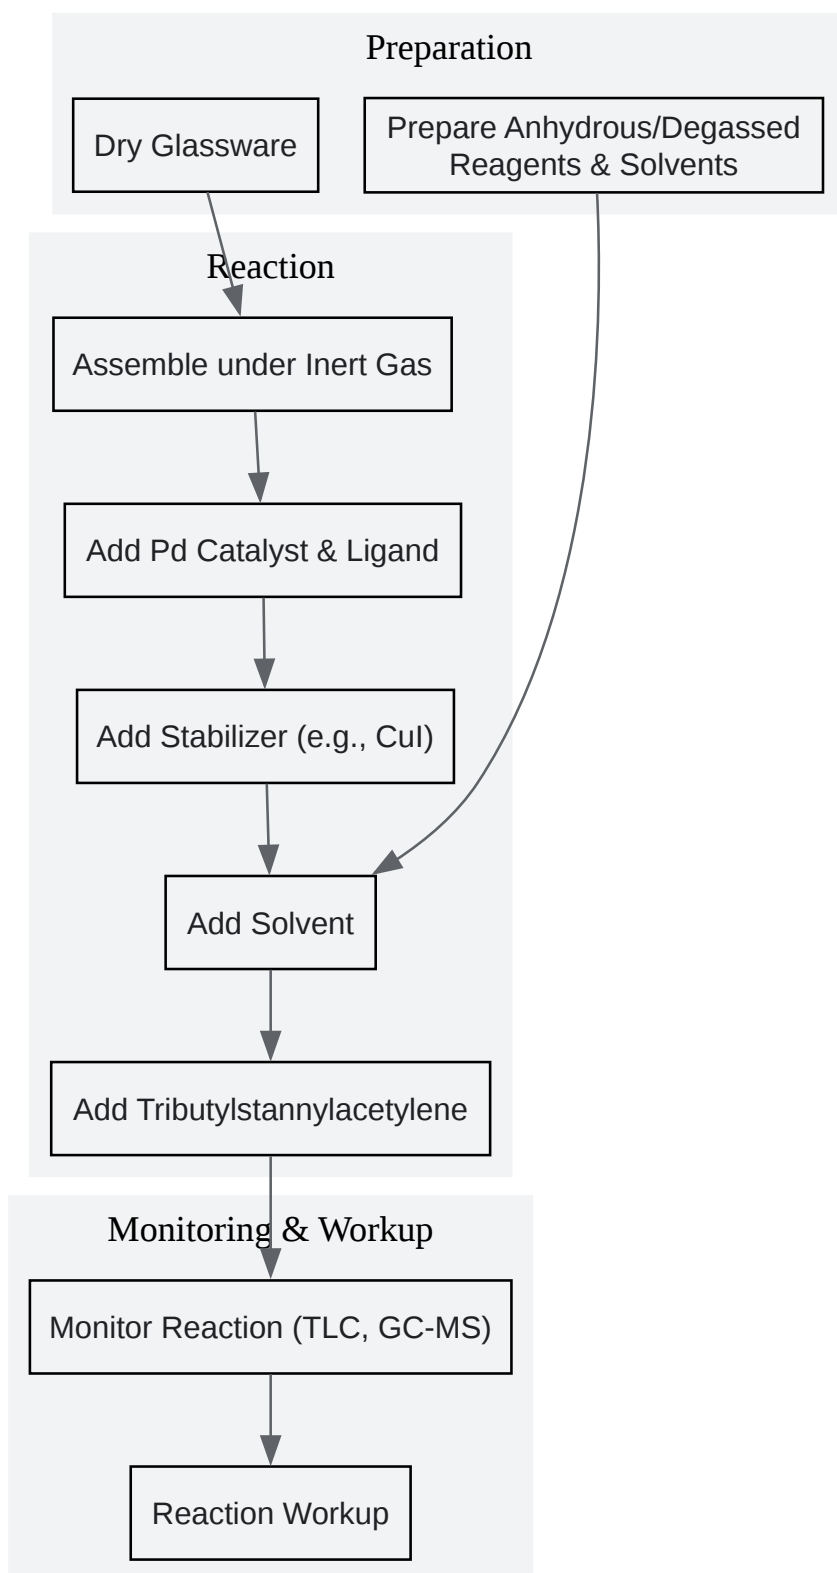 Preparation
Dry Glassware
Prepare Anhydrous/Degassed
Reagents & Solvents
Reaction
Assemble under Inert Gas
Add Pd Catalyst & Ligand
Add Stabilizer (e.g., CuI)
Add Solvent
Add Tributylstannylacetylene
Monitoring & Workup
Monitor Reaction (TLC, GC-MS)
Reaction Workup